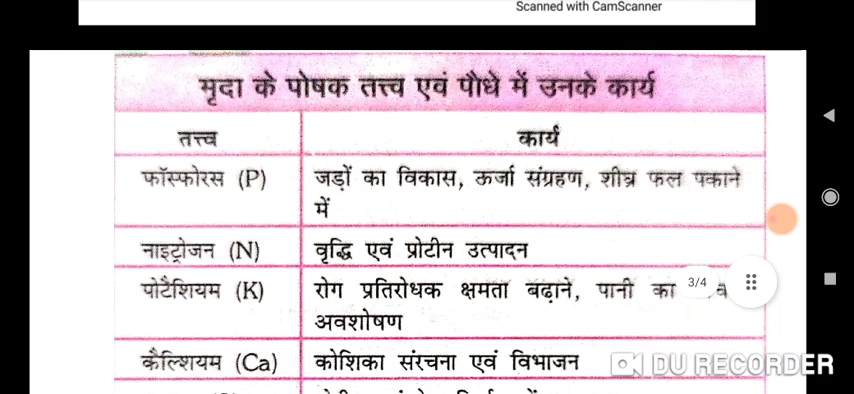 Scanned with CamScanner
मृदा के पोषक तत्त्व एवं पौधे में उनके कार्य
तत्त्व
कार्य
फॉस्फोरस (P)
जड़ों का विकास, ऊर्जा संग्रहण, शीघ्र फल पकाने
में
नाइट्रोजन (N)
वृद्धि एवं प्रोटीन उत्पादन
पोटैशियम (K)
रोग प्रतिरोधक क्षमता बढ़ाने, पानी का
3/4
अवशोषण
कैल्शियम (Ca)
कोशिका संरचना एवं विभाजन
DU RECORDER